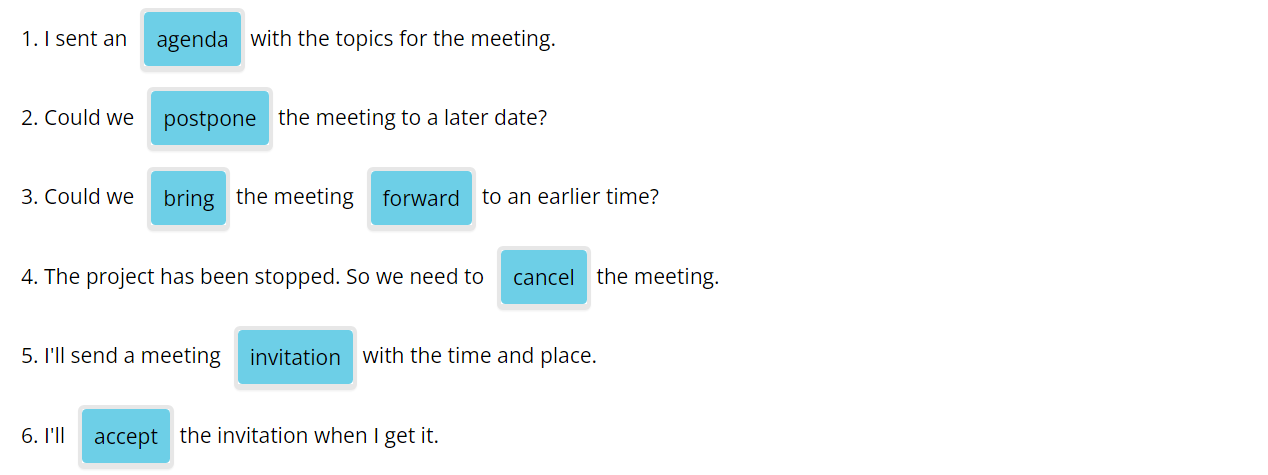 1. I sent an agenda with the topics for the meeting.
2. Could we postpone the meeting to a later date?
3. Could we bring the meeting forward to an earlier time?
4. The project has been stopped. So we need to cancel the meeting.
5. I'll send a meeting invitation with the time and place.
6. I'll accept the invitation when I get it.